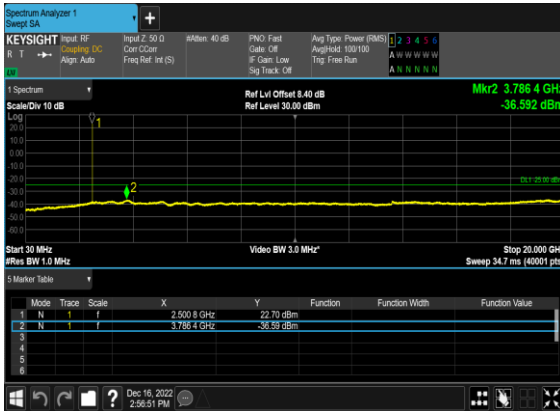 Spectrum Analyzer 1
Swept SA
+
KEYSIGHT
R T
Input: RF
Coupling: DC
Align: Auto
Input Z: 50 Ω
Corr CCorr
Freq Ref: Int (S)
#Atten: 40 dB
PNO: Fast
Gate: Off
IF Gain: Low
Sig Track: Off
Avg Type: Power (RMS)
Avg|Hold: 100/100
Trig: Free Run
1 2 3 4 5 6
A W W W W W
A N N N N N
1 Spectrum
Scale/Div 10 dB
Ref Lvl Offset 8.40 dB
Ref Level 30.00 dBm
Mkr2 3.786 4 GHz
-36.592 dBm
Log
20.0
10.0
0.00
-10.0
-20.0
-30.0
-40.0
-50.0
-60.0
1
2
DL1 -25.00 dBm
Start 30 MHz
#Res BW 1.0 MHz
Video BW 3.0 MHz*
Stop 20.000 GHz
Sweep 34.7 ms (40001 pts)
5 Marker Table
Mode Trace Scale X Y Function Function Width Function Value
1 N 1 f 2.500 8 GHz 22.70 dBm
2 N 1 f 3.786 4 GHz -36.59 dBm
3
4
5
6
?
Dec 16, 2022
2:56:51 PM